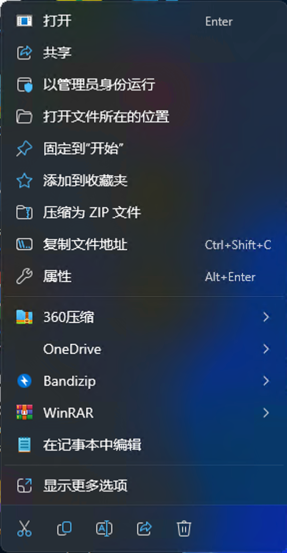 打开 Enter
共享
以管理员身份运行
打开文件所在的位置
固定到"开始"
添加到收藏夹
压缩为 ZIP 文件
复制文件地址 Ctrl+Shift+C
属性 Alt+Enter
360压缩
OneDrive
Bandizip
WinRAR
在记事本中编辑
显示更多选项